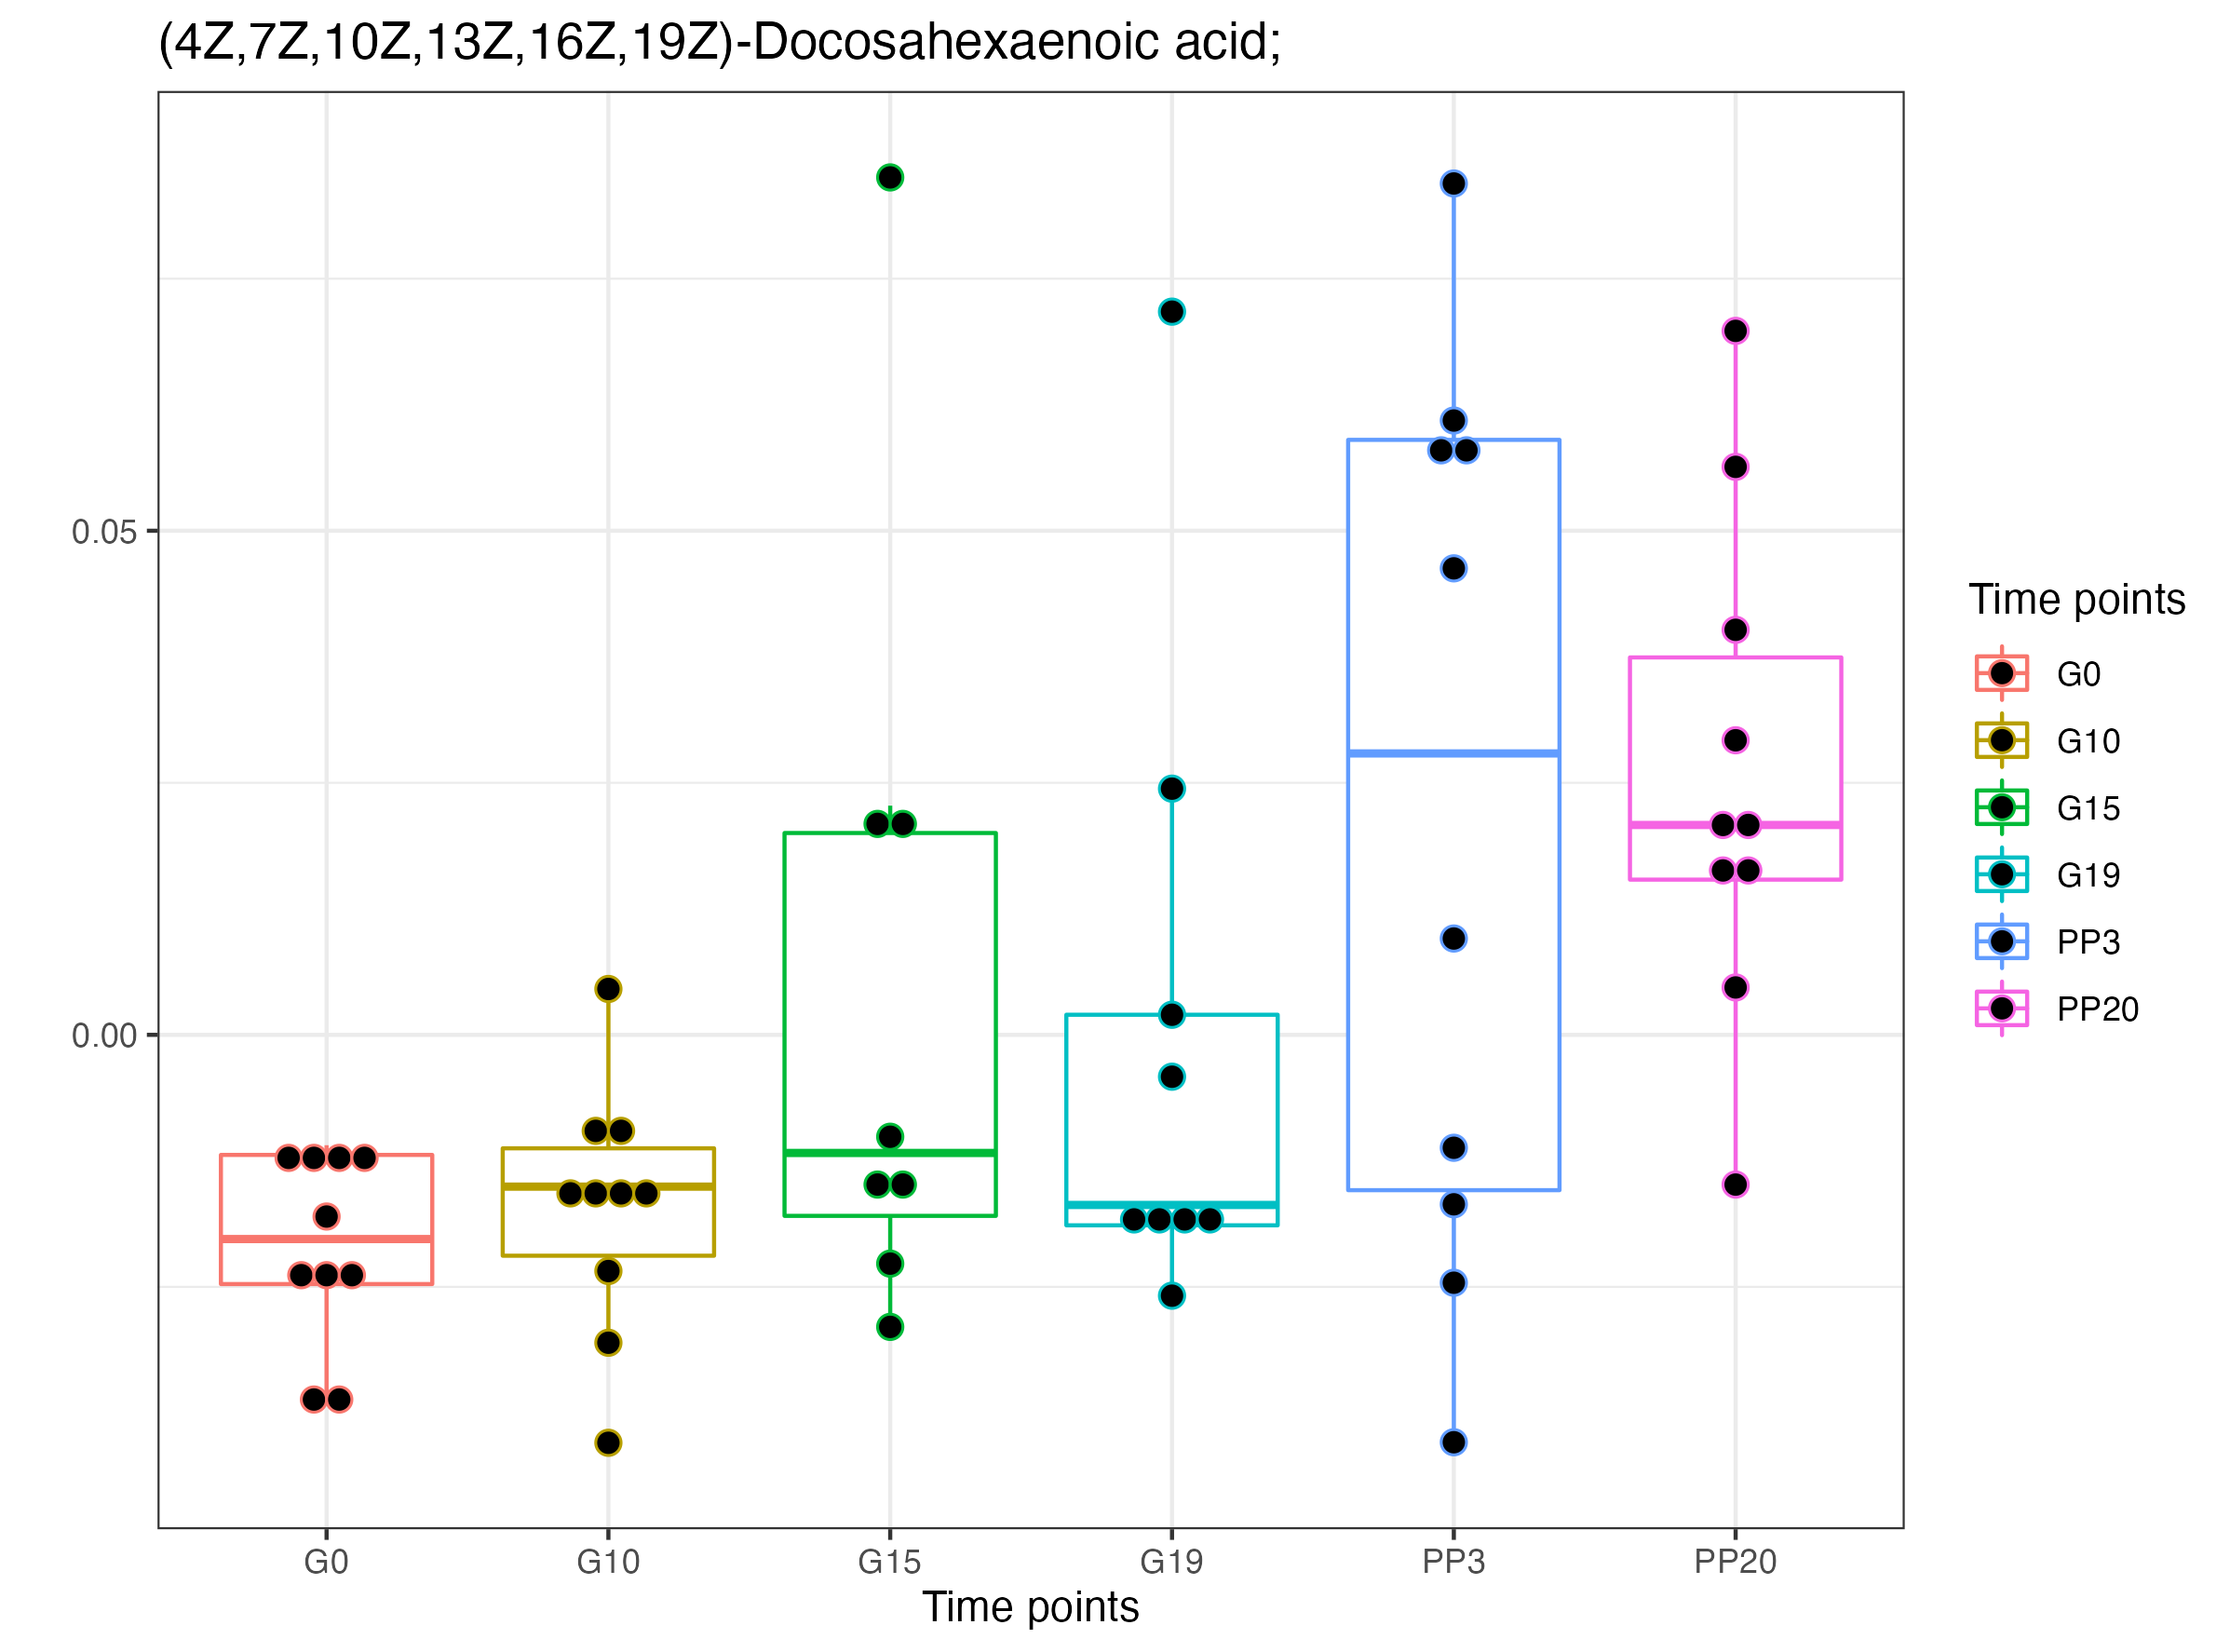 (4Z,7Z,10Z,13Z,16Z,19Z)-Docosahexaenoic acid;
0.05
0.00
G0
G10
G15
G19
PP3
PP20
Time points
Time points
G0
G10
G15
G19
PP3
PP20